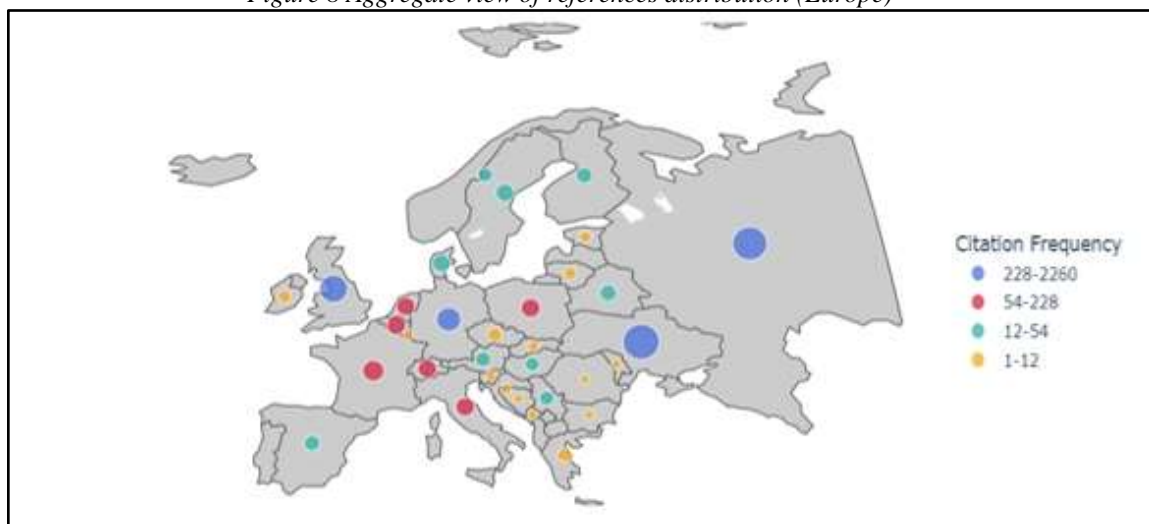 Figure 8 Aggregate view of references distribution (Europe)
Citation Frequency
228-2260
54-228
12-54
1-12